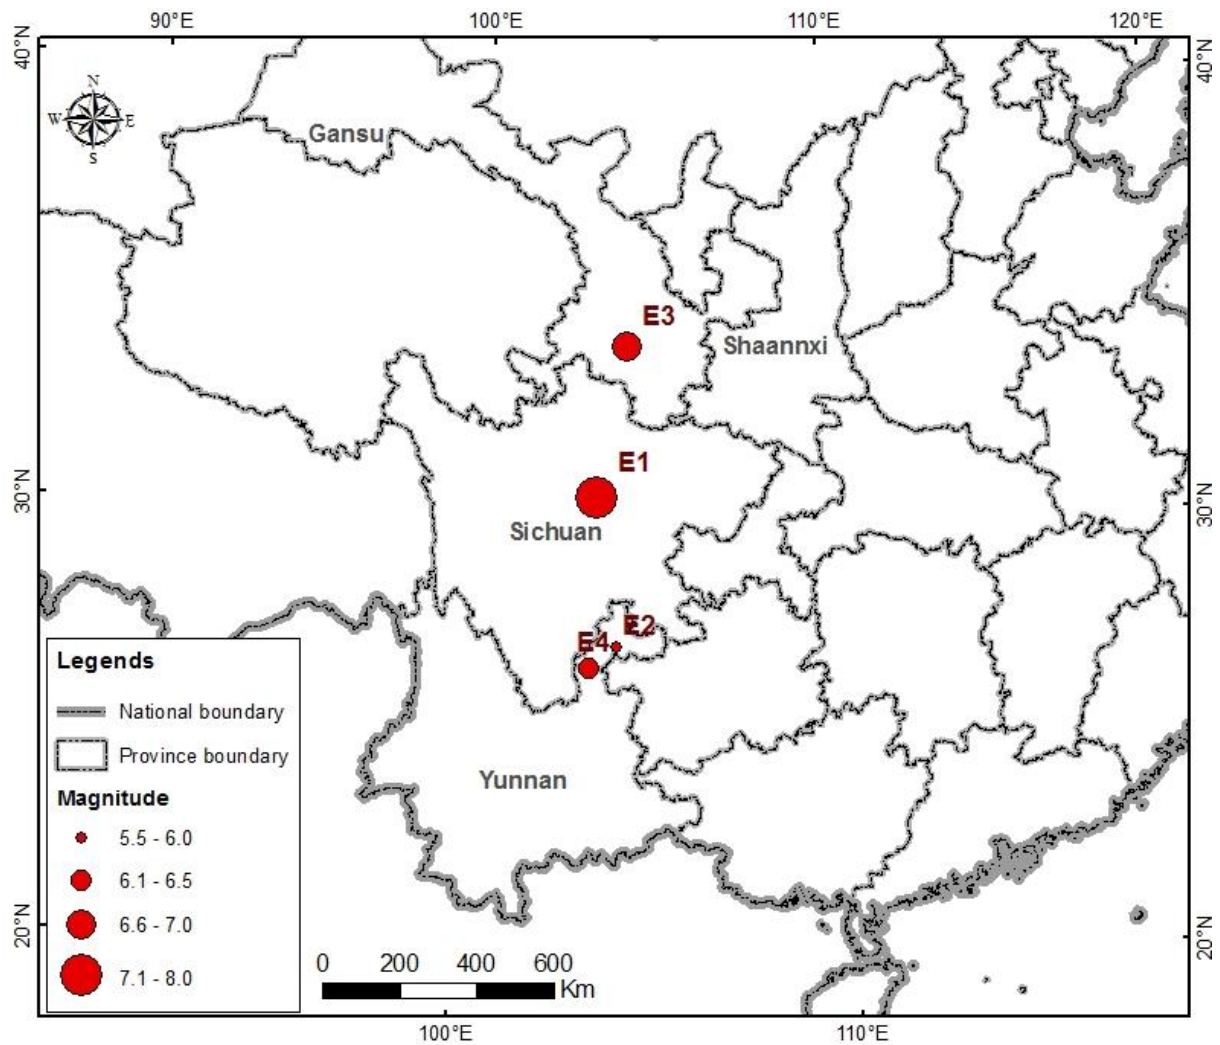 90°E 100°E 110°E 120°E
40°N 40°N
N
W E
S
Gansu
E3
Shaannxi
E1
30°N 30°N
Sichuan
E2
E4
Legends
National boundary
Province boundary
Yunnan
Magnitude
5.5 - 6.0
6.1 - 6.5
6.6 - 7.0
7.1 - 8.0
20°N 20°N
0 200 400 600
Km
100°E 110°E